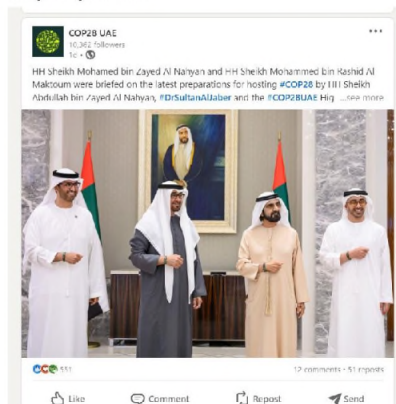 COP28 UAE
10,362 followers
1d •
HH Sheikh Mohamed bin Zayed Al Nahyan and HH Sheikh Mohammed bin Rashid Al
Maktoum were briefed on the latest preparations for hosting #COP28 by HH Sheikh
Abdullah bin Zayed Al Nahyan, #DrSultanAlJaber and the #COP28UAE Hig ...see more
551
12 comments • 51 reposts
Like
Comment
Repost
Send